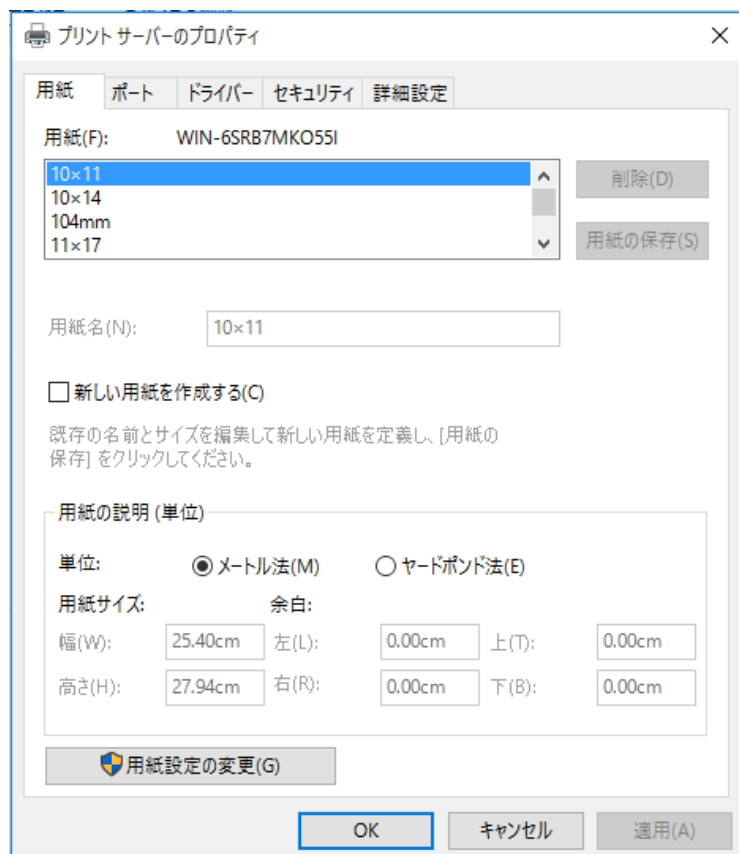 プリント サーバーのプロパティ
用紙 ポート ドライバー セキュリティ 詳細設定
用紙(F): WIN-6SRB7MKO55I
10×11
削除(D)
10×14
104mm
11×17
用紙の保存(S)
用紙名(N): 10×11
新しい用紙を作成する(C)
既存の名前とサイズを編集して新しい用紙を定義し、[用紙の
保存] をクリックしてください。
用紙の説明 (単位)
単位: メートル法(M) ヤードポンド法(E)
用紙サイズ: 余白:
幅(W): 25.40cm 左(L): 0.00cm 上(T): 0.00cm
高さ(H): 27.94cm 右(R): 0.00cm 下(B): 0.00cm
用紙設定の変更(G)
OK キャンセル 適用(A)